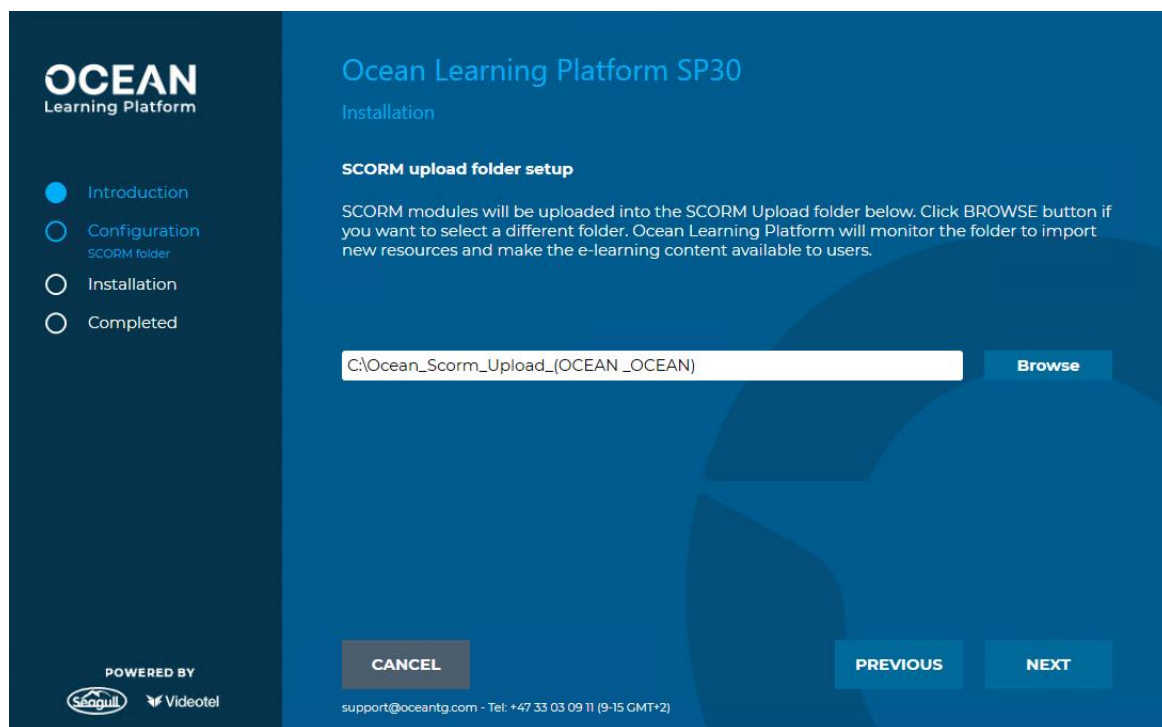 OCEAN
Learning Platform
Introduction
Configuration
SCORM folder
Installation
Completed
POWERED BY
Seagull
Videotel
Ocean Learning Platform SP30
Installation
SCORM upload folder setup
SCORM modules will be uploaded into the SCORM Upload folder below. Click BROWSE button if
you want to select a different folder. Ocean Learning Platform will monitor the folder to import
new resources and make the e-learning content available to users.
C:\Ocean_Scorm_Upload_(OCEAN _OCEAN)
Browse
CANCEL
PREVIOUS
NEXT
support@oceantg.com - Tel: +47 33 03 09 11 (9-15 GMT+2)